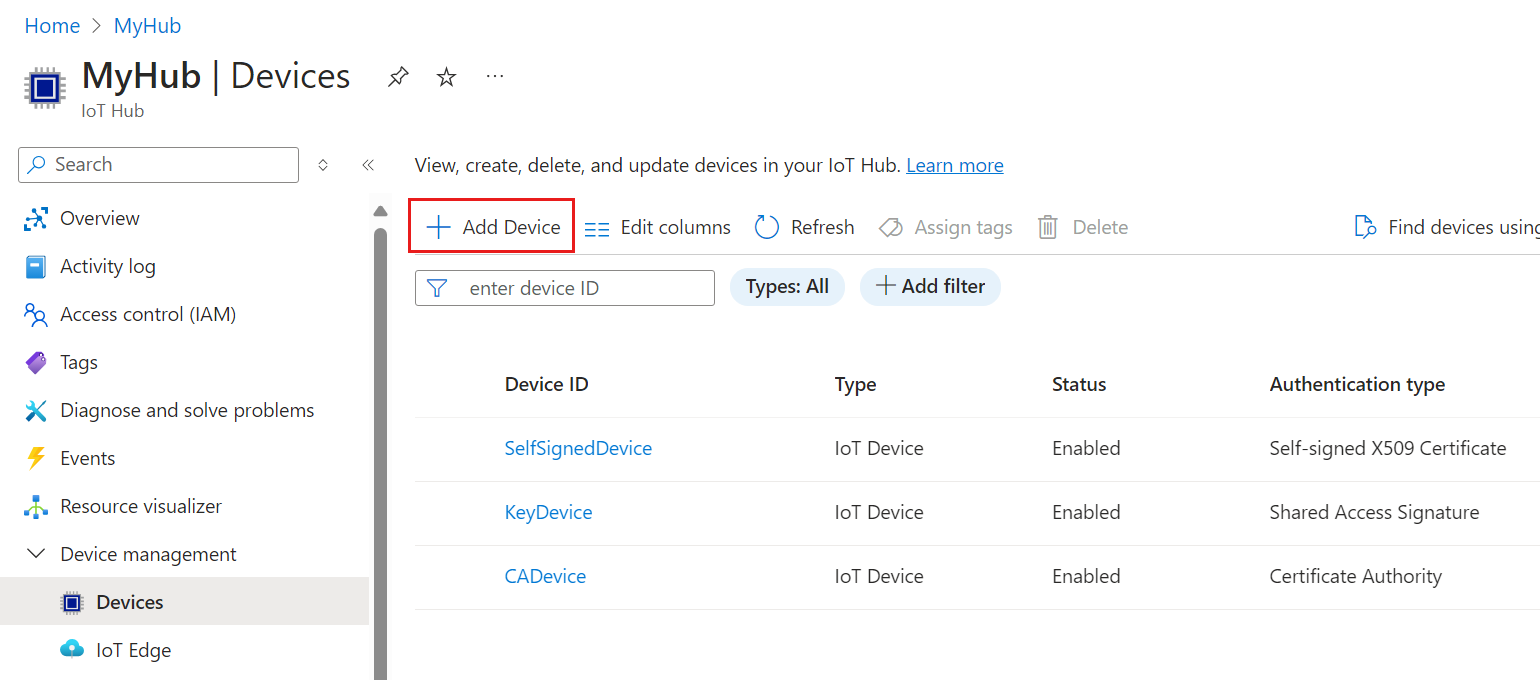 Home > MyHub
MyHub | Devices ...
IoT Hub
Search
Overview
Activity log
Access control (IAM)
Tags
Diagnose and solve problems
Events
Resource visualizer
Device management
Devices
IoT Edge
View, create, delete, and update devices in your IoT Hub. Learn more
Add Device Edit columns Refresh Assign tags Delete Find devices using
enter device ID Types: All Add filter
Device ID Type Status Authentication type
SelfSignedDevice IoT Device Enabled Self-signed X509 Certificate
KeyDevice IoT Device Enabled Shared Access Signature
CADevice IoT Device Enabled Certificate Authority